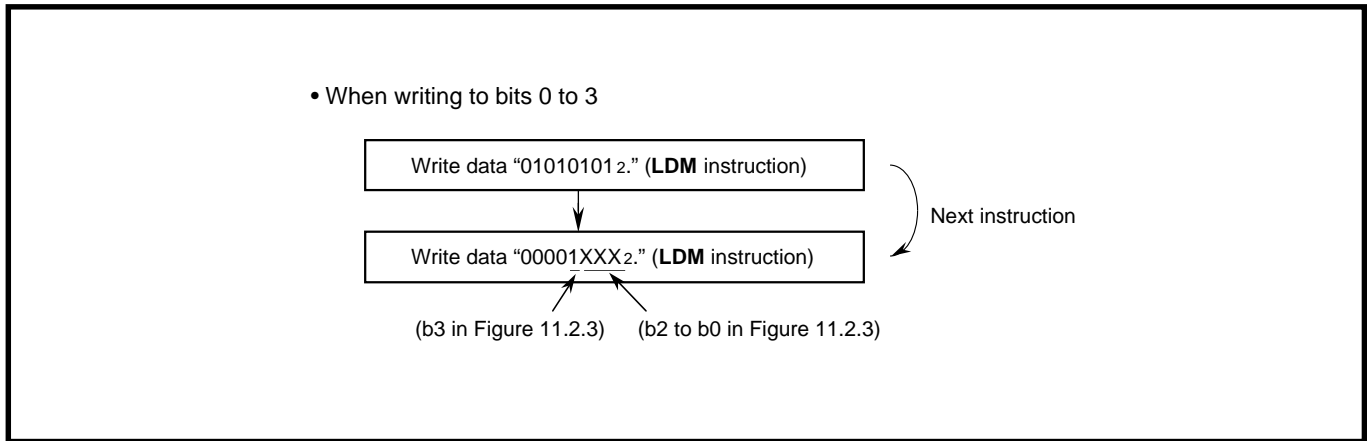 • When writing to bits 0 to 3
Write data “01010101₂.” (LDM instruction)
Next instruction
Write data “00001XXX₂.” (LDM instruction)
(b3 in Figure 11.2.3) (b2 to b0 in Figure 11.2.3)